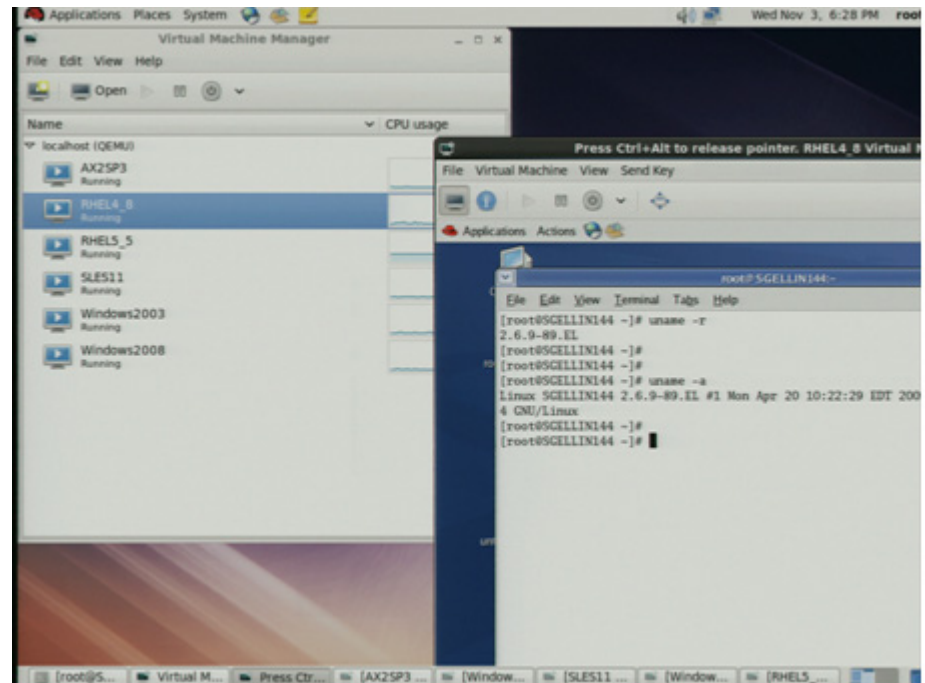 Applications Places System
Wed Nov 3, 6:28 PM root
Virtual Machine Manager
File Edit View Help
Open
Name
CPU usage
localhost (QEMU)
AX2SP3
Running
RHEL4_8
Running
RHEL5_5
Running
SLES11
Running
Windows2003
Running
Windows2008
Running
Press Ctrl+Alt to release pointer. RHEL4_8 Virtual
File Virtual Machine View Send Key
Applications Actions
root@SGELLIN144:~
File Edit View Terminal Tabs Help
[root@SGELLIN144 ~]# uname -r
2.6.9-89.EL
[root@SGELLIN144 ~]#
[root@SGELLIN144 ~]#
[root@SGELLIN144 ~]# uname -a
Linux SGELLIN144 2.6.9-89.EL #1 Mon Apr 20 10:22:29 EDT 200
4 GNU/Linux
[root@SGELLIN144 ~]#
[root@SGELLIN144 ~]#
[root@S... Virtual M... Press Ctr... [AX2SP3 ... [Window... [SLES11 ... [Window... [RHEL5_...